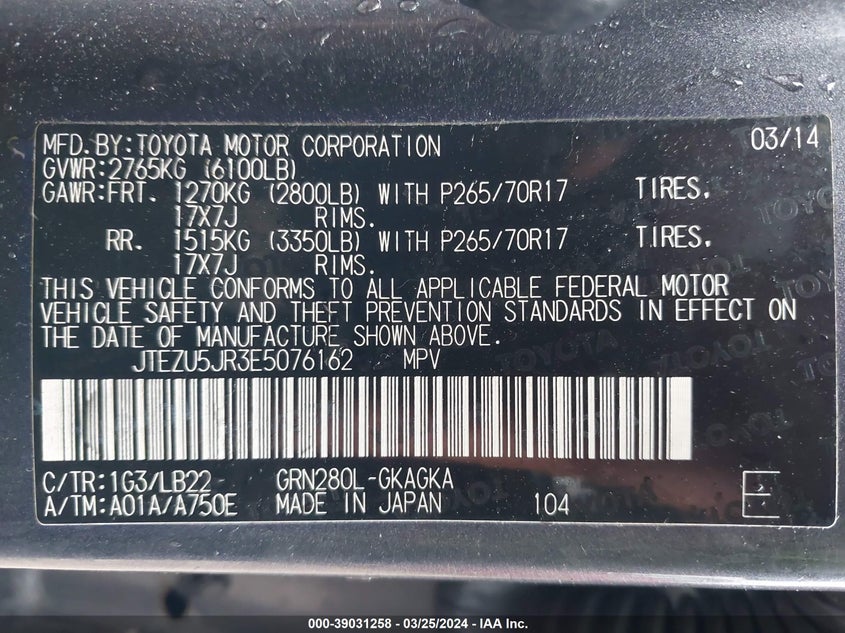 MFD.BY:TOYOTA MOTOR CORPORATION 03/14
GVWR:2765KG (6100LB)
GAWR:FRT. 1270KG (2800LB) WITH P265/70R17 TIRES.
17X7J RIMS.
RR. 1515KG (3350LB) WITH P265/70R17 TIRES.
17X7J RIMS.
THIS VEHICLE CONFORMS TO ALL APPLICABLE FEDERAL MOTOR
VEHICLE SAFETY AND THEFT PREVENTION STANDARDS IN EFFECT ON
THE DATE OF MANUFACTURE SHOWN ABOVE.
JTEZU5JR3E5076162 MPV
C/TR:1G3/LB22 GRN280L-GKAGKA
A/TM:A01A/A750E MADE IN JAPAN 104 E
000-39031258 - 03/25/2024 - IAA Inc.